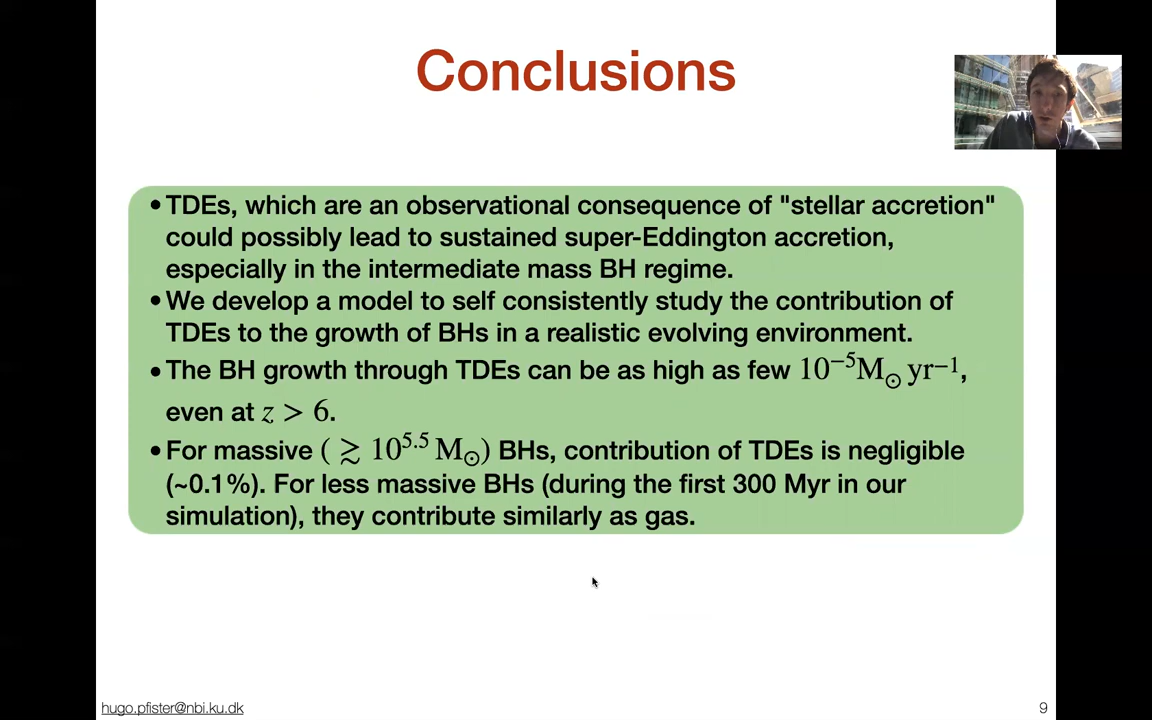 Conclusions
• TDEs, which are an observational consequence of "stellar accretion"
could possibly lead to sustained super-Eddington accretion,
especially in the intermediate mass BH regime.
• We develop a model to self consistently study the contribution of
TDEs to the growth of BHs in a realistic evolving environment.
• The BH growth through TDEs can be as high as few 10⁻⁵M⊙ yr⁻¹,
even at z > 6.
• For massive ( ≳ 10⁵·⁵ M⊙) BHs, contribution of TDEs is negligible
(~0.1%). For less massive BHs (during the first 300 Myr in our
simulation), they contribute similarly as gas.
hugo.pfister@nbi.ku.dk
9